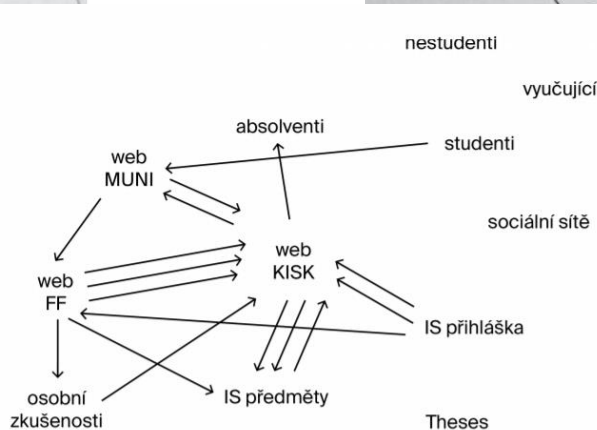 nestudenti
vyučující
absolventi
studenti
web
MUNI
sociální sítě
web
KISK
web
FF
IS přihláška
osobní
zkušenosti
IS předměty
Theses